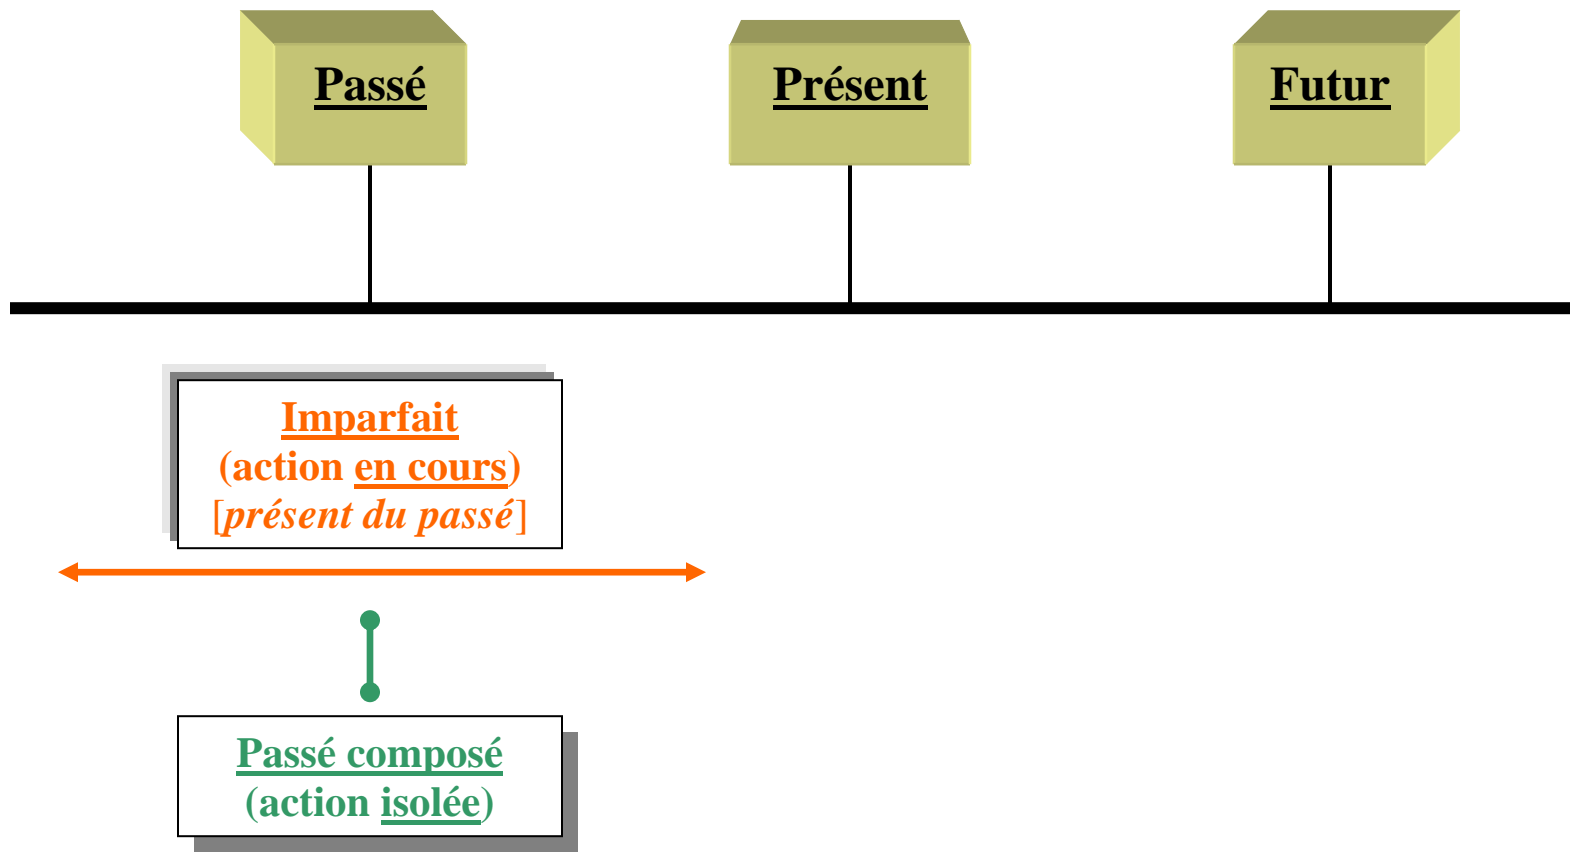 Passé
Présent
Futur
Imparfait
(action en cours)
[présent du passé]
Passé composé
(action isolée)